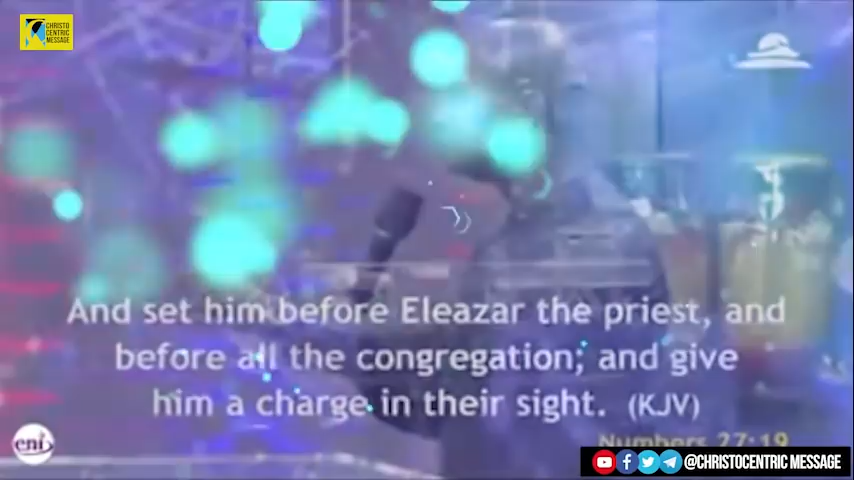 CHRISTO
CENTRIC
MESSAGE
And set him before Eleazar the priest, and
before all the congregation; and give
him a charge in their sight. (KJV)
Numbers 27:19
eni
@CHRISTOCENTRIC MESSAGE